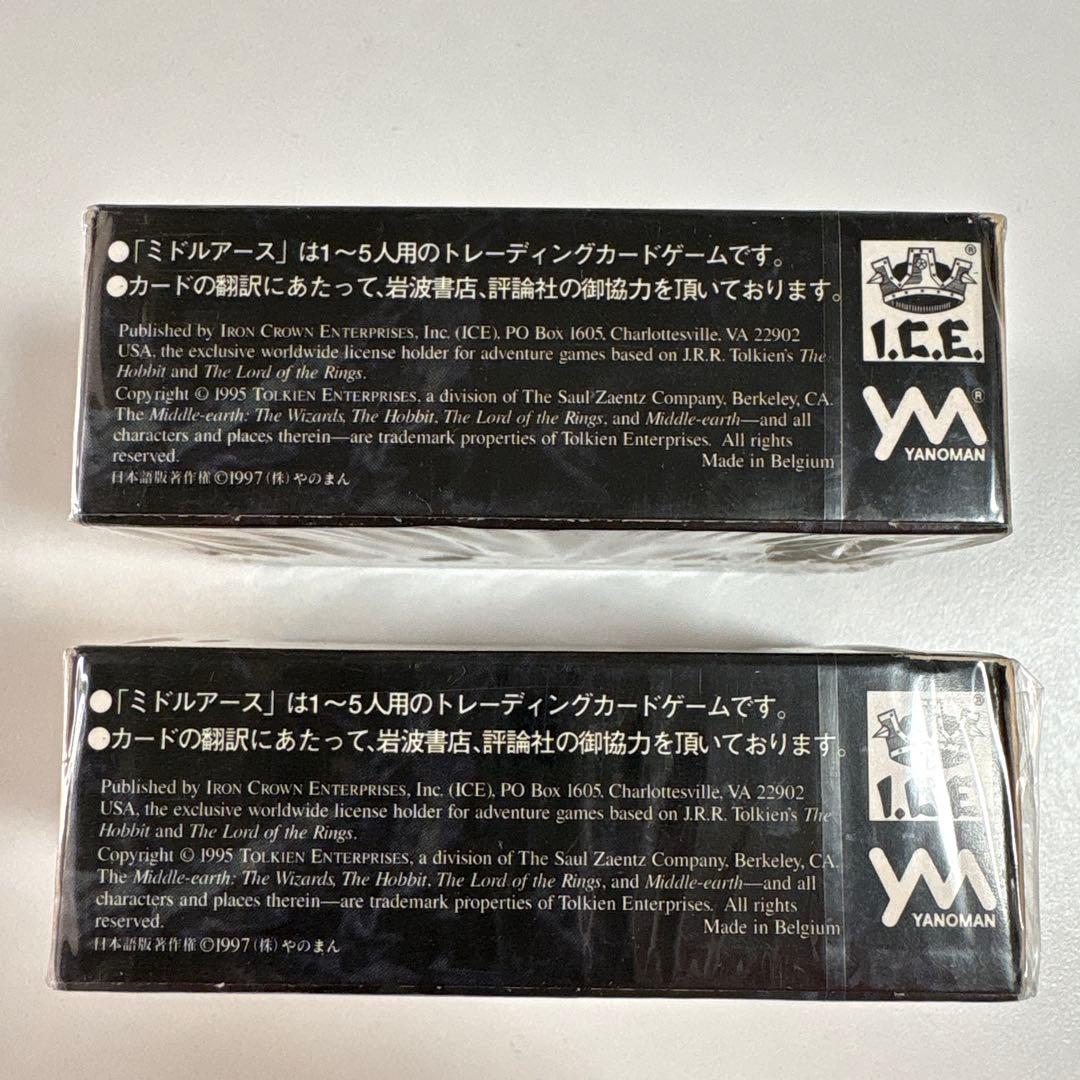 ●「ミドルアース」は1〜5人用のトレーディングカードゲームです。
●カードの翻訳にあたって、岩波書店、評論社の御協力を頂いております。
Published by IRON CROWN ENTERPRISES, Inc. (ICE), PO Box 1605, Charlottesville, VA 22902
USA, the exclusive worldwide license holder for adventure games based on J.R.R. Tolkien's The
Hobbit and The Lord of the Rings.
Copyright © 1995 TOLKIEN ENTERPRISES, a division of The Saul Zaentz Company, Berkeley, CA.
The Middle-earth: The Wizards, The Hobbit, The Lord of the Rings, and Middle-earth—and all
characters and places therein—are trademark properties of Tolkien Enterprises. All rights
reserved.
Made in Belgium
日本語版著作権©1997(株)やのまん
®
I.C.E.
YM®
YANOMAN
●「ミドルアース」は1〜5人用のトレーディングカードゲームです。
●カードの翻訳にあたって、岩波書店、評論社の御協力を頂いております。
Published by IRON CROWN ENTERPRISES, Inc. (ICE), PO Box 1605, Charlottesville, VA 22902
USA, the exclusive worldwide license holder for adventure games based on J.R.R. Tolkien's The
Hobbit and The Lord of the Rings.
Copyright © 1995 TOLKIEN ENTERPRISES, a division of The Saul Zaentz Company, Berkeley, CA.
The Middle-earth: The Wizards, The Hobbit, The Lord of the Rings, and Middle-earth—and all
characters and places therein—are trademark properties of Tolkien Enterprises. All rights
reserved.
Made in Belgium
日本語版著作権©1997(株)やのまん
®
I.C.E.
YM
YANOMAN